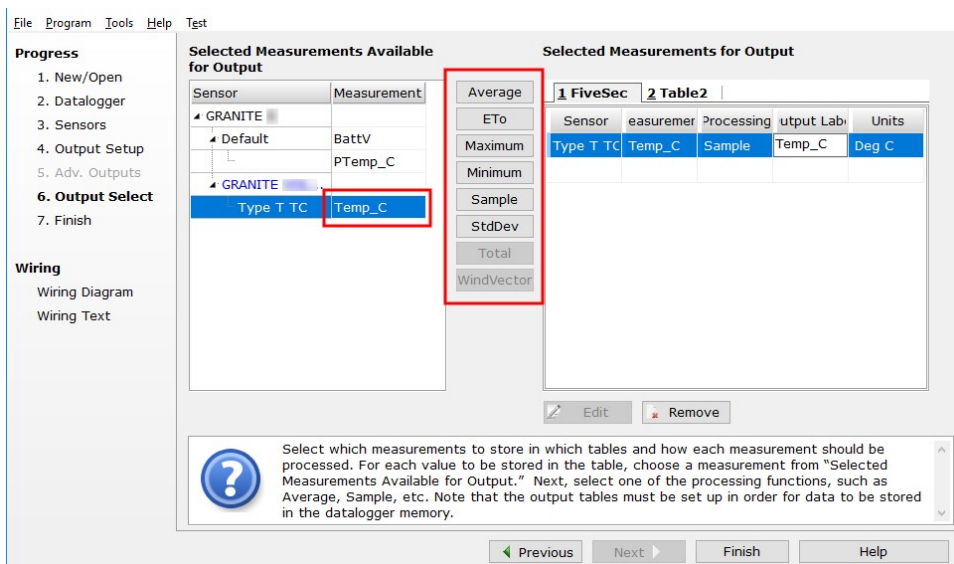 File Program Tools Help Test
Progress
1. New/Open
2. Datalogger
3. Sensors
4. Output Setup
5. Adv. Outputs
6. Output Select
7. Finish
Wiring
Wiring Diagram
Wiring Text
Selected Measurements Available
for Output
Sensor Measurement
GRANITE
Default BattV
PTemp_C
GRANITE ...
Type T TC Temp_C
Average
ETo
Maximum
Minimum
Sample
StdDev
Total
WindVector
Selected Measurements for Output
1 FiveSec 2 Table2
Sensor easuremer Processing utput Lab Units
Type T TC Temp_C Sample Temp_C Deg C
Edit Remove
Select which measurements to store in which tables and how each measurement should be
processed. For each value to be stored in the table, choose a measurement from “Selected
Measurements Available for Output.” Next, select one of the processing functions, such as
Average, Sample, etc. Note that the output tables must be set up in order for data to be stored
in the datalogger memory.
Previous Next Finish Help